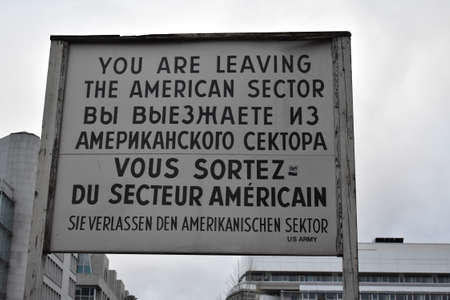 YOU ARE LEAVING
THE AMERICAN SECTOR
ВЫ ВЫЕЗЖАЕТЕ ИЗ
АМЕРИКАНСКОГО СЕКТОРА
VOUS SORTEZ
DU SECTEUR AMÉRICAIN
SIE VERLASSEN DEN AMERIKANISCHEN SEKTOR
US ARMY